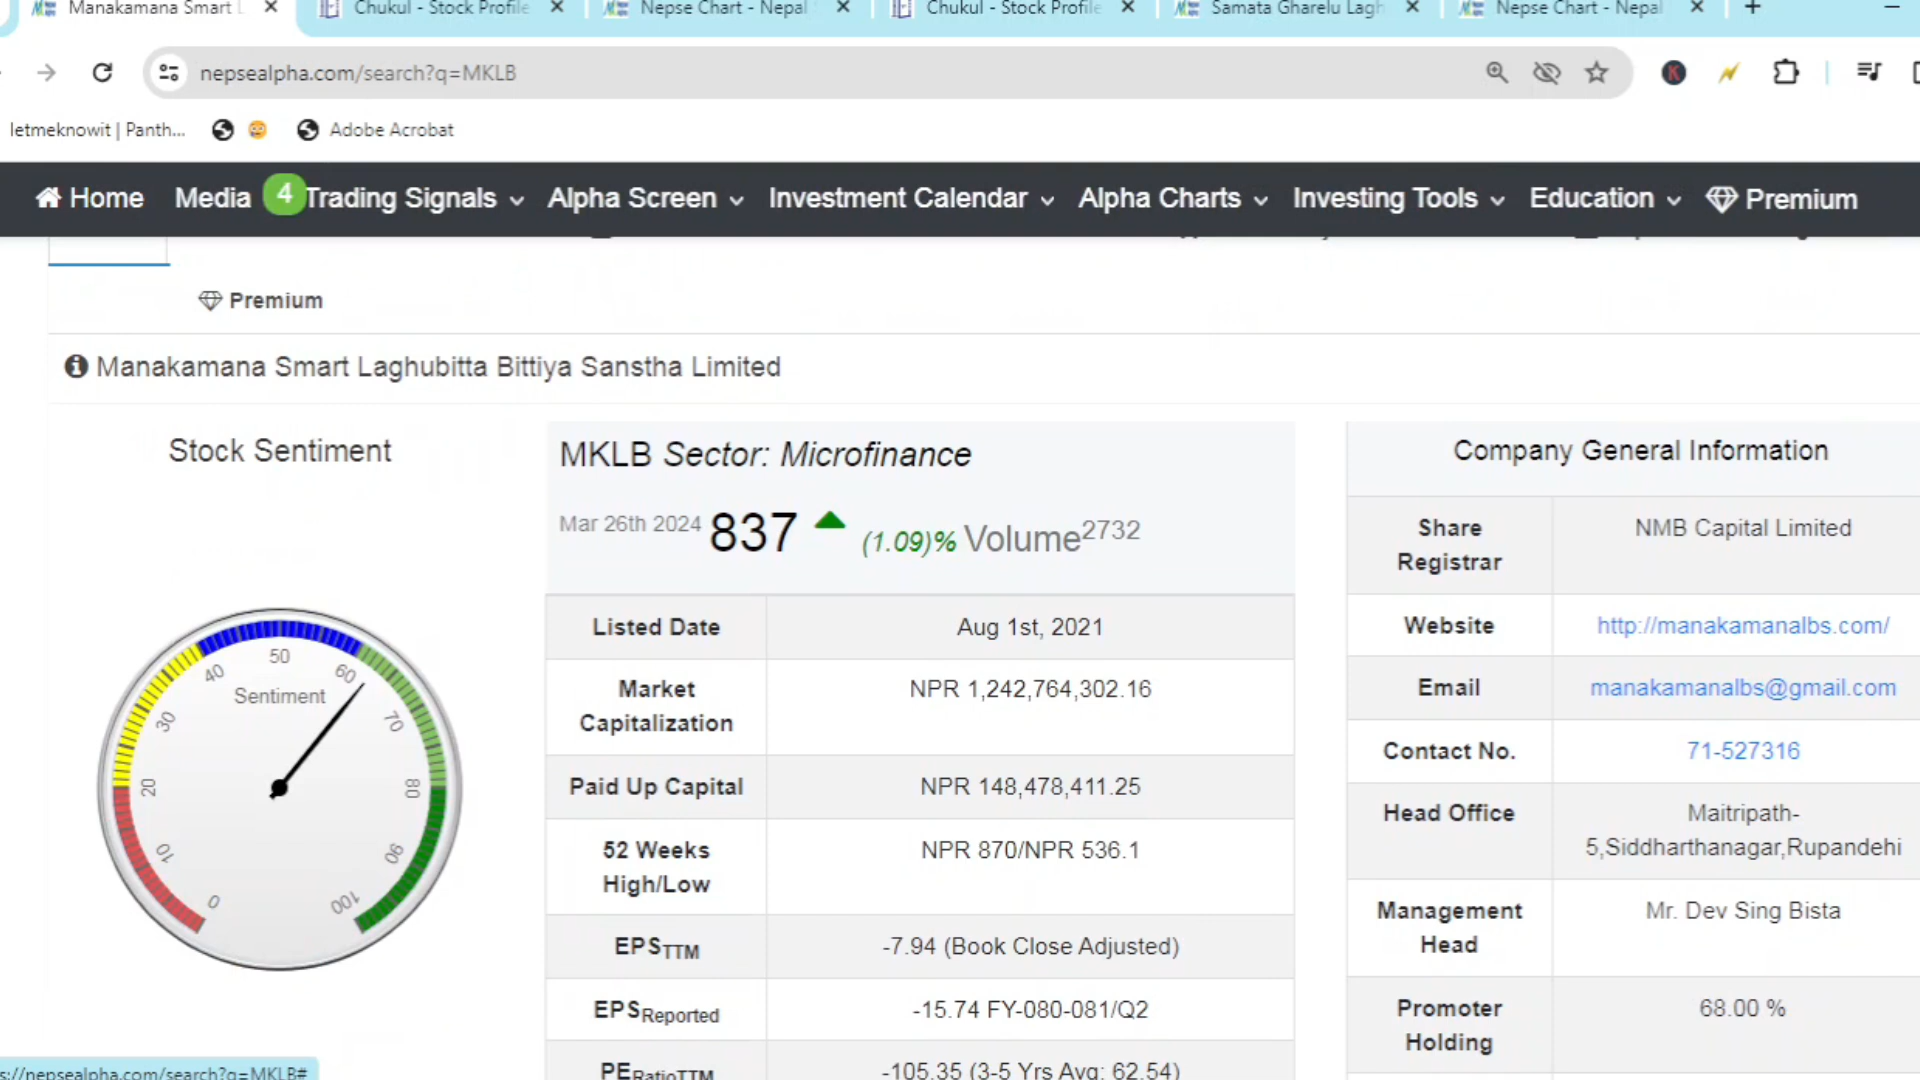 Manakamana Smart L
Chukul - Stock Profile
Nepse Chart - Nepal
Chukul - Stock Profile
Samata Gharelu Lagh
Nepse Chart - Nepal
nepsealpha.com/search?q=MKLB
letmeknowit | Panth...
Adobe Acrobat
Home
Media 4
Trading Signals
Alpha Screen
Investment Calendar
Alpha Charts
Investing Tools
Education
Premium
Premium
Manakamana Smart Laghubitta Bittiya Sanstha Limited
Stock Sentiment
0
10
20
30
40
50
60
70
80
90
100
Sentiment
MKLB Sector: Microfinance
Mar 26th 2024 837 (1.09)% Volume 2732
Listed Date
Aug 1st, 2021
Market
Capitalization
NPR 1,242,764,302.16
Paid Up Capital
NPR 148,478,411.25
52 Weeks
High/Low
NPR 870/NPR 536.1
EPSTTM
-7.94 (Book Close Adjusted)
EPSReported
-15.74 FY-080-081/Q2
PERatioTTM
-105.35 (3-5 Yrs Avg: 62.54)
Company General Information
Share
Registrar
NMB Capital Limited
Website
http://manakamanalbs.com/
Email
manakamanalbs@gmail.com
Contact No.
71-527316
Head Office
Maitripath-
5,Siddharthanagar,Rupandehi
Management
Head
Mr. Dev Sing Bista
Promoter
Holding
68.00 %
s://nepsealpha.com/search?q=MKLB#